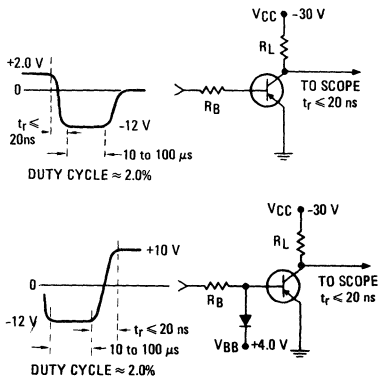 VCC -30 V
RL
+2.0 V
0
TO SCOPE
tr ≤ 20 ns
RB
tr ≤
20ns
-12 V
10 to 100 μs
DUTY CYCLE ≈ 2.0%
VCC -30 V
RL
+10 V
0
TO SCOPE
tr ≤ 20 ns
RB
-12 V
tr ≤ 20 ns
10 to 100 μs
VBB +4.0 V
DUTY CYCLE ≈ 2.0%